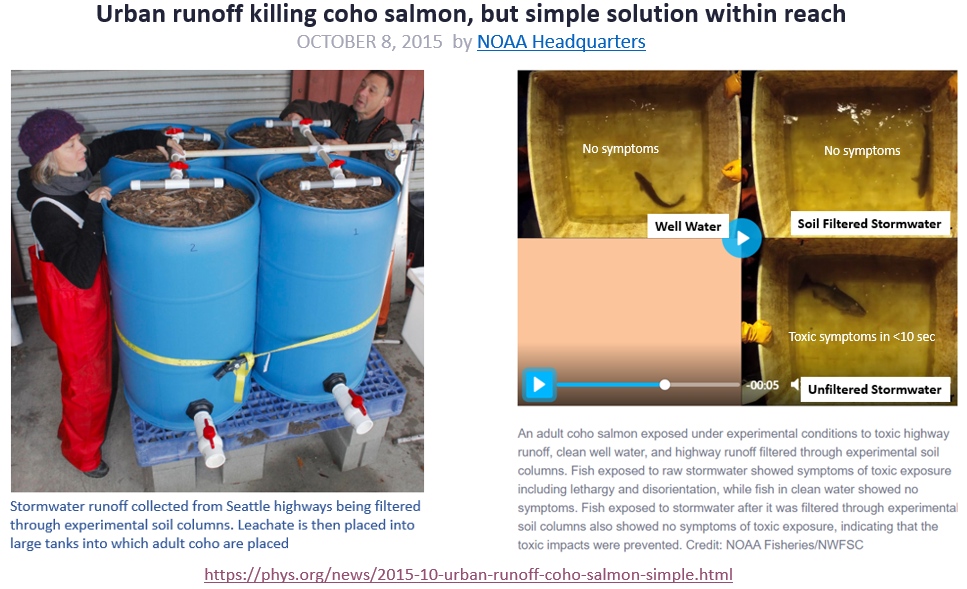 Urban runoff killing coho salmon, but simple solution within reach
OCTOBER 8, 2015 by NOAA Headquarters
2
1
No symptoms
Well Water
No symptoms
Soil Filtered Stormwater
Toxic symptoms in <10 sec
-00:05
Unfiltered Stormwater
Stormwater runoff collected from Seattle highways being filtered
through experimental soil columns. Leachate is then placed into
large tanks into which adult coho are placed
An adult coho salmon exposed under experimental conditions to toxic highway
runoff, clean well water, and highway runoff filtered through experimental soil
columns. Fish exposed to raw stormwater showed symptoms of toxic exposure
including lethargy and disorientation, while fish in clean water showed no
symptoms. Fish exposed to stormwater after it was filtered through experimental
soil columns also showed no symptoms of toxic exposure, indicating that the
toxic impacts were prevented. Credit: NOAA Fisheries/NWFSC
https://phys.org/news/2015-10-urban-runoff-coho-salmon-simple.html